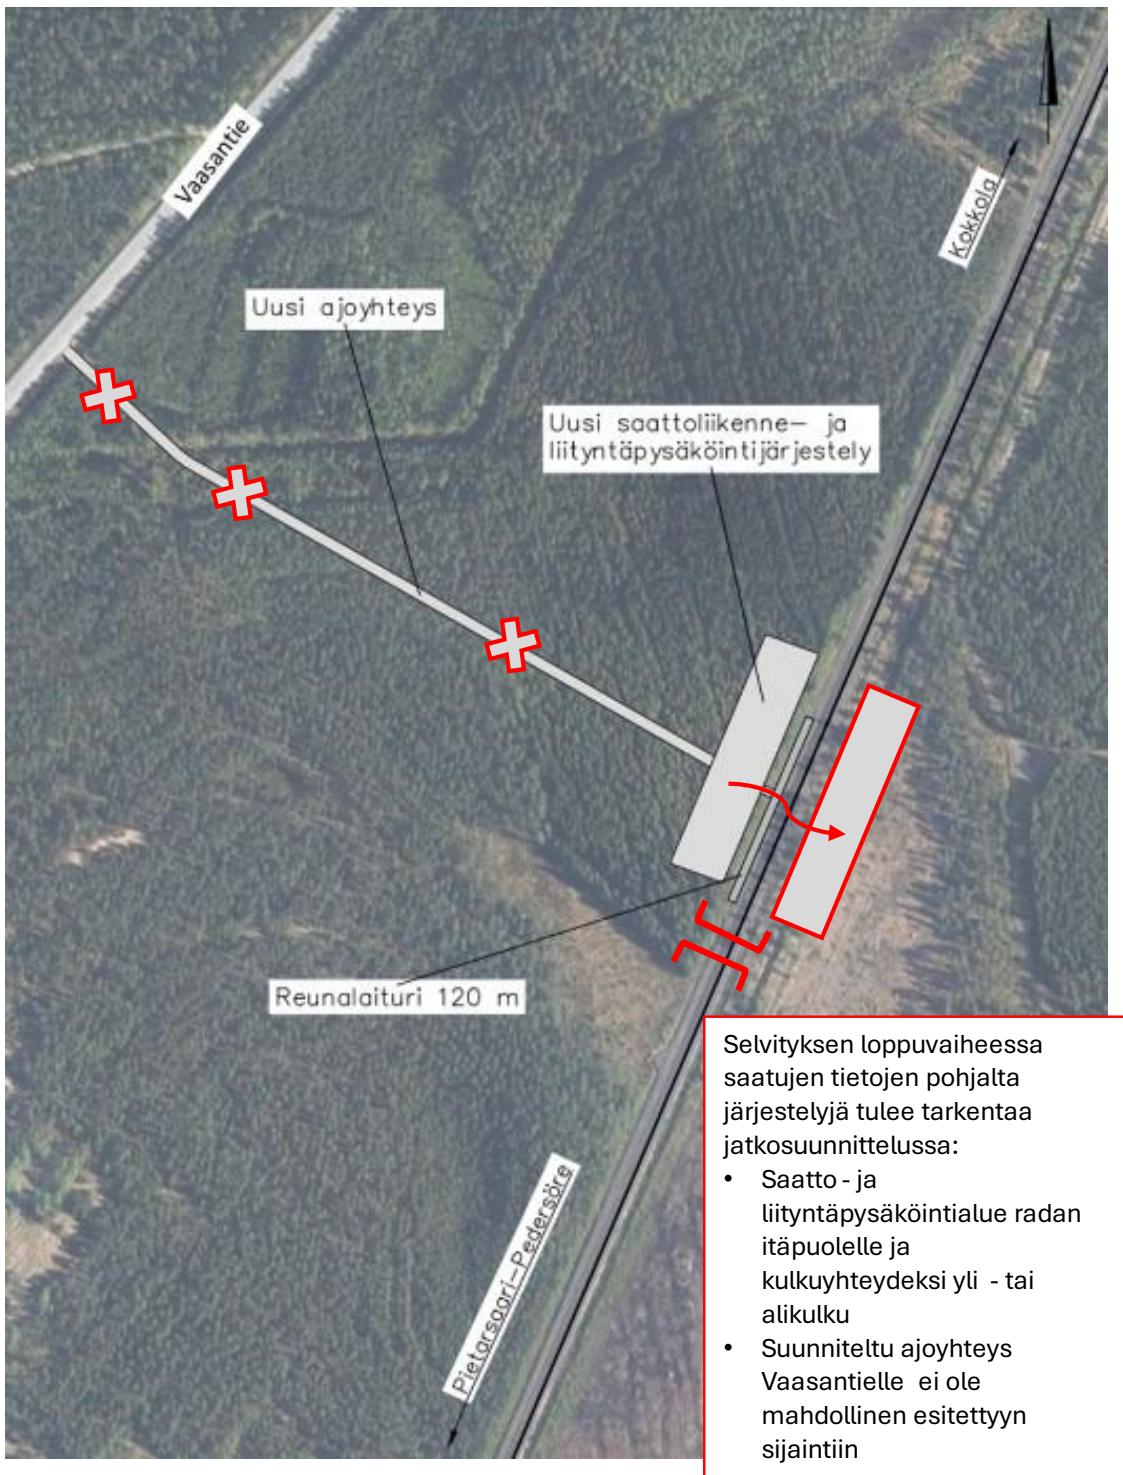 Vaasantie
Kokkola
Uusi ajoyhteys
Uusi saattoliikenne- ja
liityntäpysäköintijärjestely
Reunalaituri 120 m
Pietarsaari-Pedersöre
Selvityksen loppuvaiheessa
saatujen tietojen pohjalta
järjestelyjä tulee tarkentaa
jatkosuunnittelussa:
• Saatto - ja
liityntäpysäköintialue radan
itäpuolelle ja
kulkuyhteydeksi yli - tai
alikulku
• Suunniteltu ajoyhteys
Vaasantielle ei ole
mahdollinen esitettyyn
sijaintiin